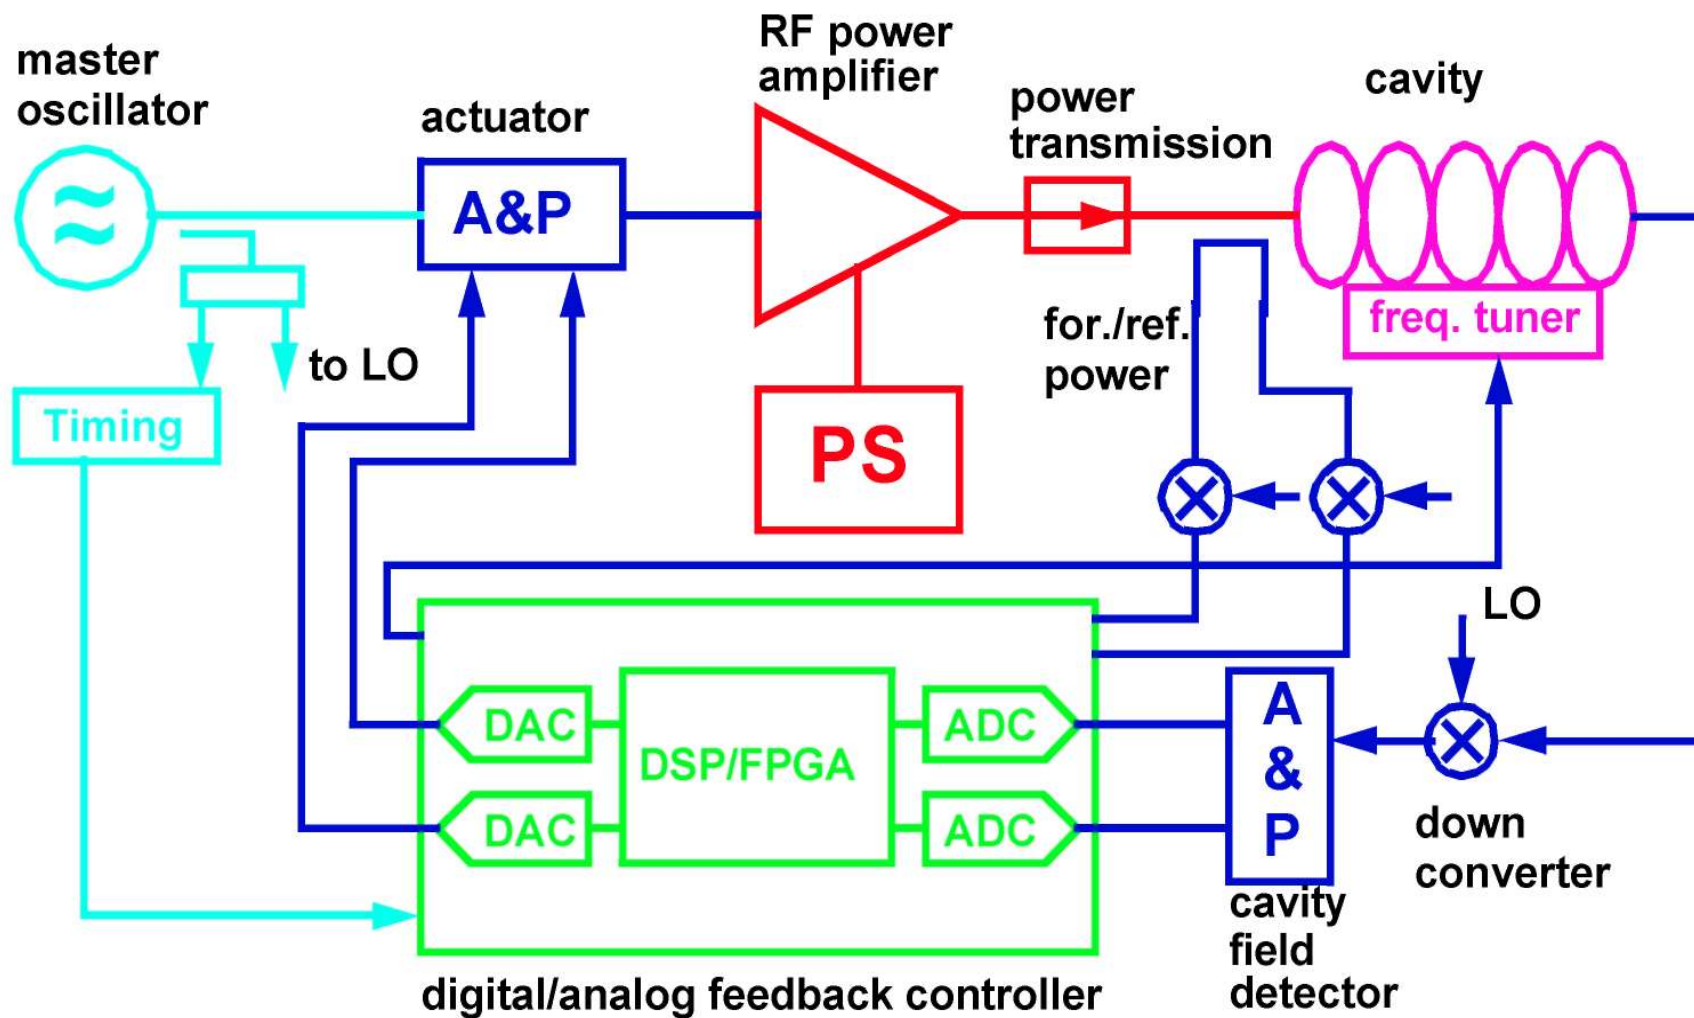 master
oscillator
actuator
RF power
amplifier
power
transmission
cavity
A&P
to LO
Timing
PS
for./ref.
power
freq. tuner
LO
DAC
DSP/FPGA
ADC
DAC
ADC
A
&
P
down
converter
cavity
field
detector
digital/analog feedback controller